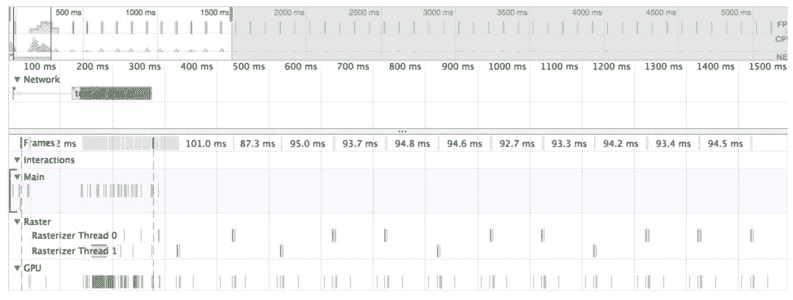 500 ms 1000 ms 1500 ms 2000 ms 2500 ms 3000 ms 3500 ms 4000 ms 4500 ms 5000 ms
FP
CP
NE
100 ms 200 ms 300 ms 400 ms 500 ms 600 ms 700 ms 800 ms 900 ms 1000 ms 1100 ms 1200 ms 1300 ms 1400 ms 1500 ms
Network
Frames 2 ms 101.0 ms 87.3 ms 95.0 ms 93.7 ms 94.8 ms 94.6 ms 92.7 ms 93.3 ms 94.2 ms 93.4 ms 94.5 ms
Interactions
Main
Raster
Rasterizer Thread 0
Rasterizer Thread 1
GPU